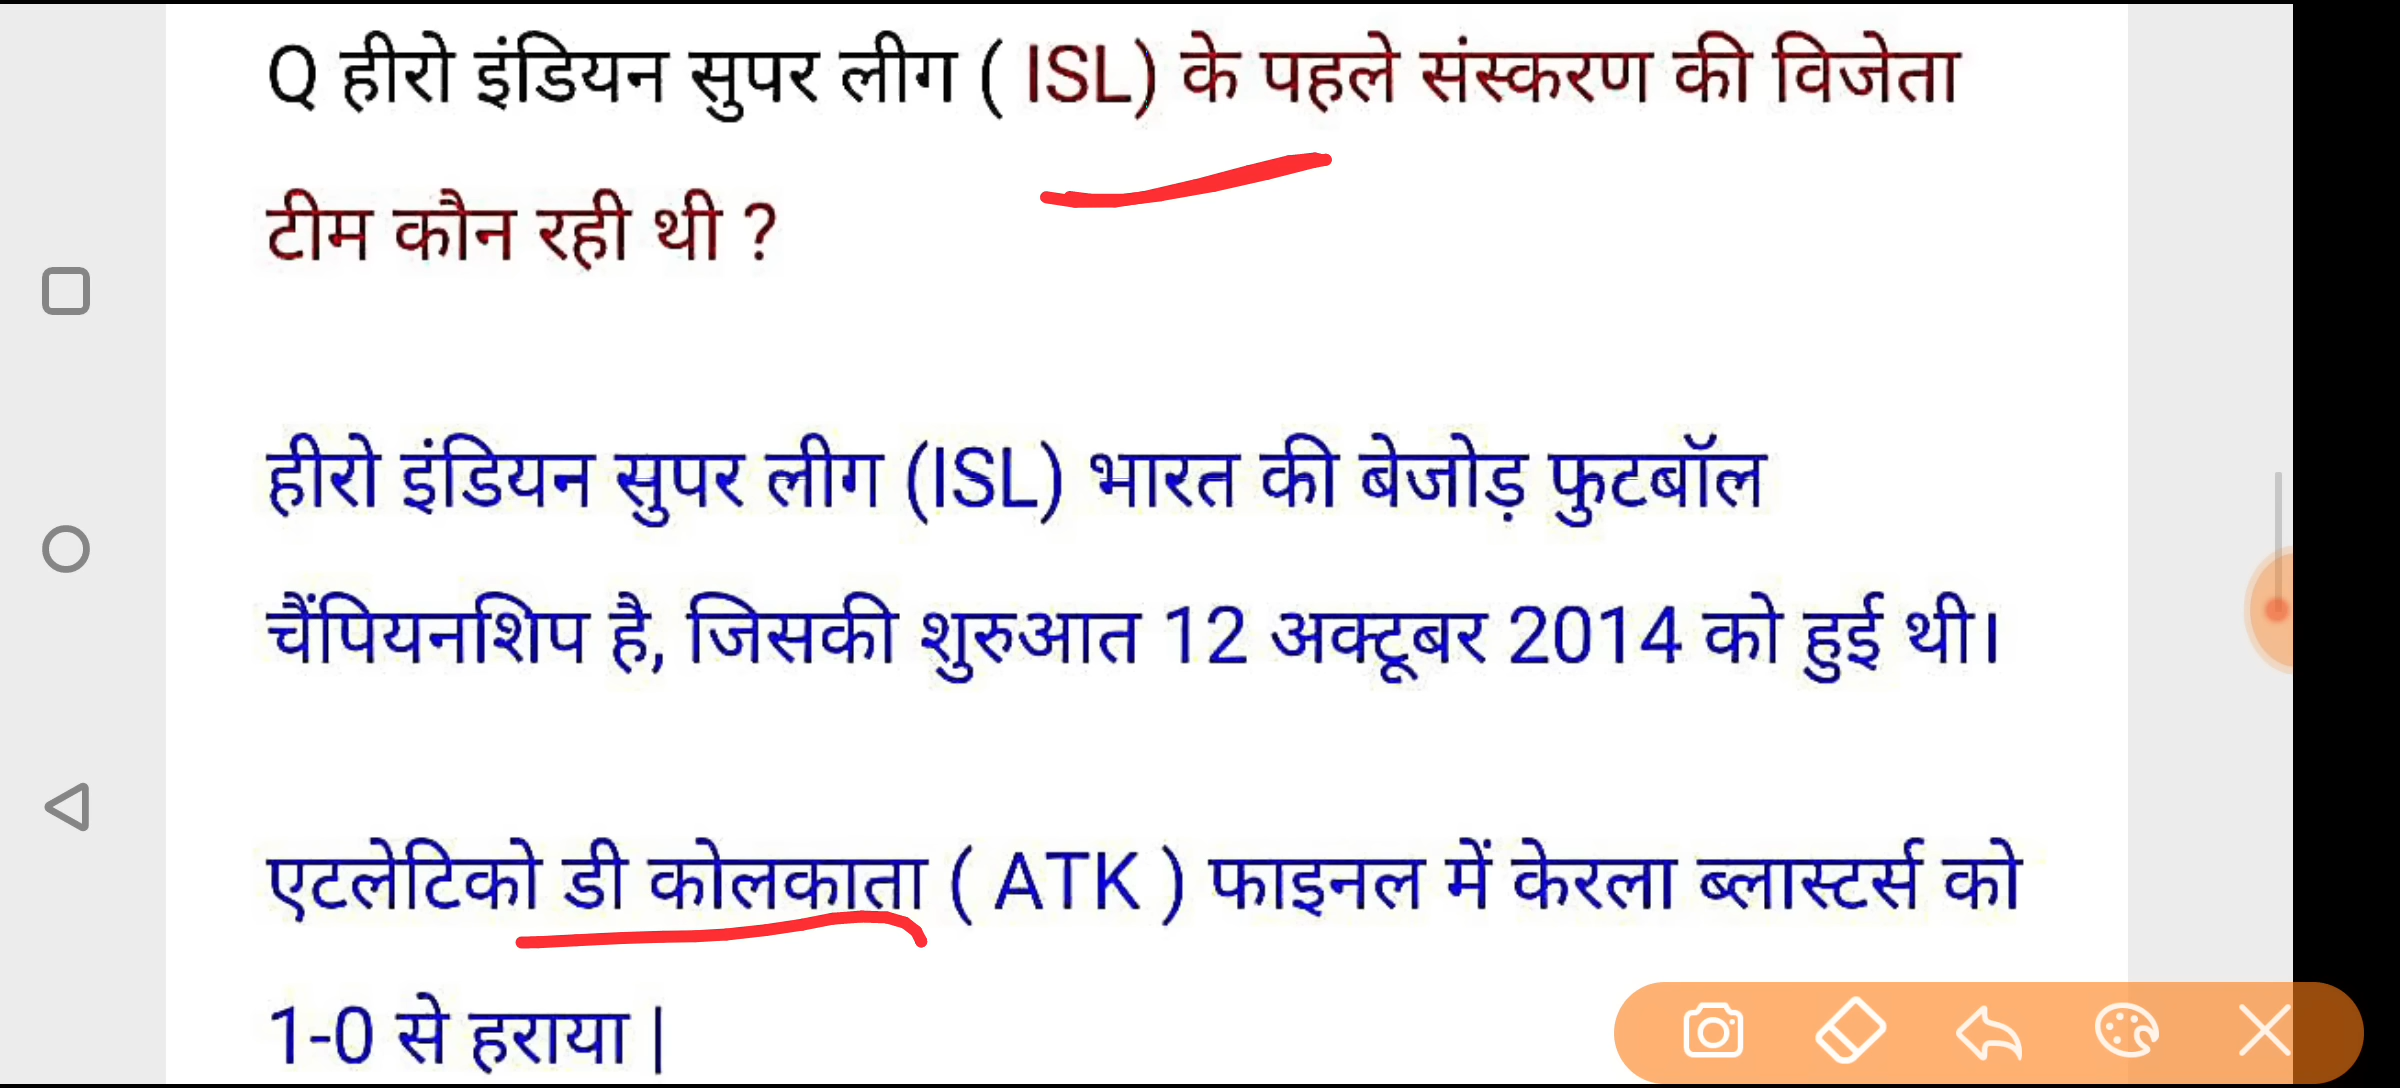 Q हीरो इंडियन सुपर लीग ( ISL) के पहले संस्करण की विजेता
टीम कौन रही थी ?
हीरो इंडियन सुपर लीग (ISL) भारत की बेजोड़ फुटबॉल
चैंपियनशिप है, जिसकी शुरुआत 12 अक्टूबर 2014 को हुई थी।
एटलेटिको डी कोलकाता ( ATK ) फाइनल में केरला ब्लास्टर्स को
1-0 से हराया |